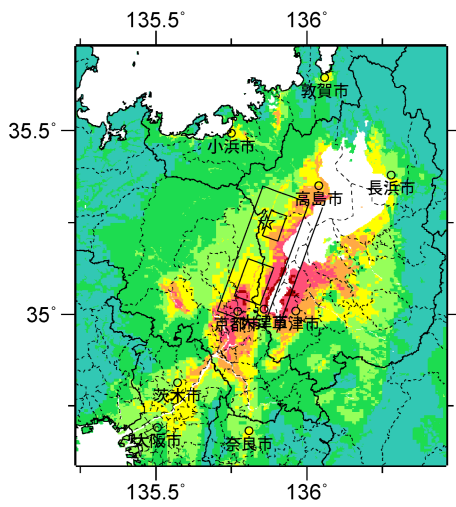 135.5° 136°
敦賀市
35.5°
小浜市
長浜市
高島市
35°
京都市 大津市 草津市
茨木市
大阪市
奈良市
135.5° 136°